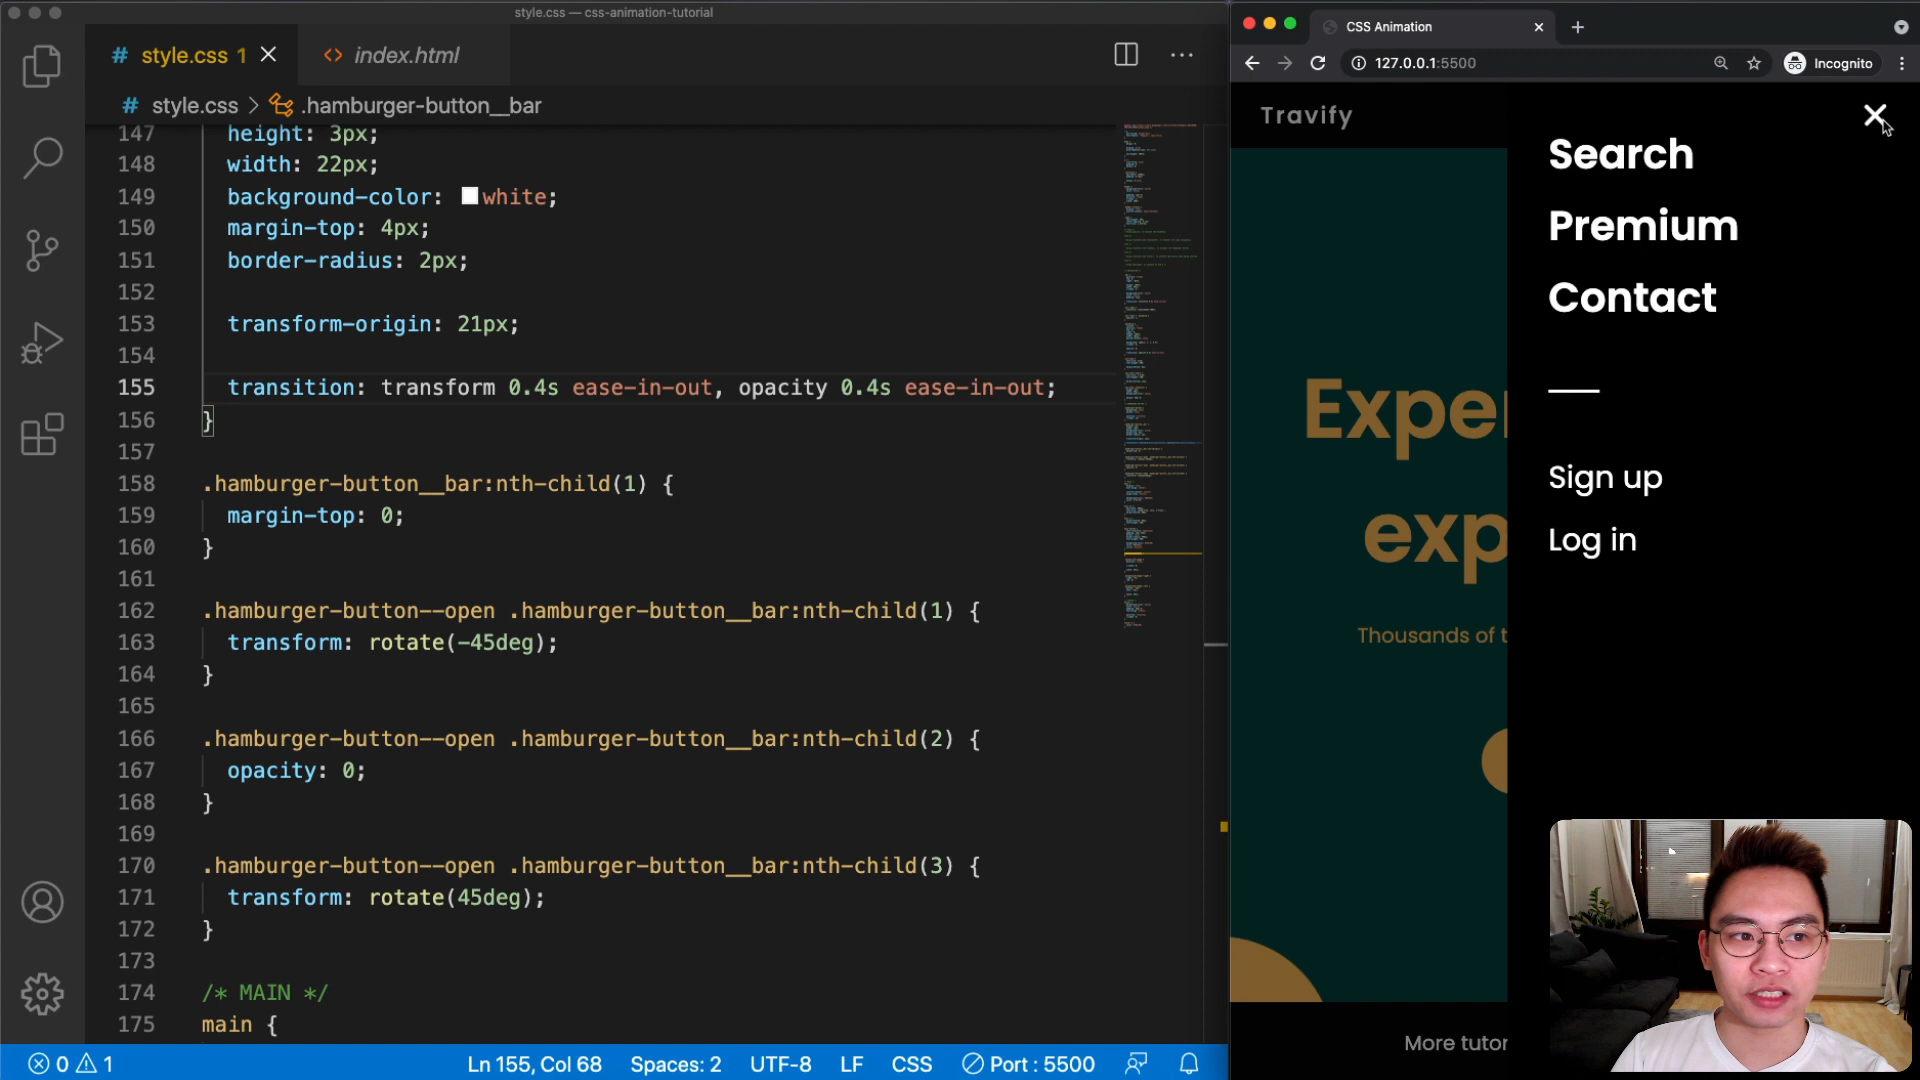 style.css — css-animation-tutorial
# style.css 1
<> index.html
# style.css > .hamburger-button__bar
147 height: 3px;
148 width: 22px;
149 background-color: white;
150 margin-top: 4px;
151 border-radius: 2px;
152
153 transform-origin: 21px;
154
155 transition: transform 0.4s ease-in-out, opacity 0.4s ease-in-out;
156 }
157
158 .hamburger-button__bar:nth-child(1) {
159 margin-top: 0;
160 }
161
162 .hamburger-button--open .hamburger-button__bar:nth-child(1) {
163 transform: rotate(-45deg);
164 }
165
166 .hamburger-button--open .hamburger-button__bar:nth-child(2) {
167 opacity: 0;
168 }
169
170 .hamburger-button--open .hamburger-button__bar:nth-child(3) {
171 transform: rotate(45deg);
172 }
173
174 /* MAIN */
175 main {
0 1
Ln 155, Col 68
Spaces: 2
UTF-8
LF
CSS
Port : 5500
CSS Animation
127.0.0.1:5500
Incognito
Travify
Search
Premium
Contact
Sign up
Log in
Exper
exp
Thousands of t
More tutor